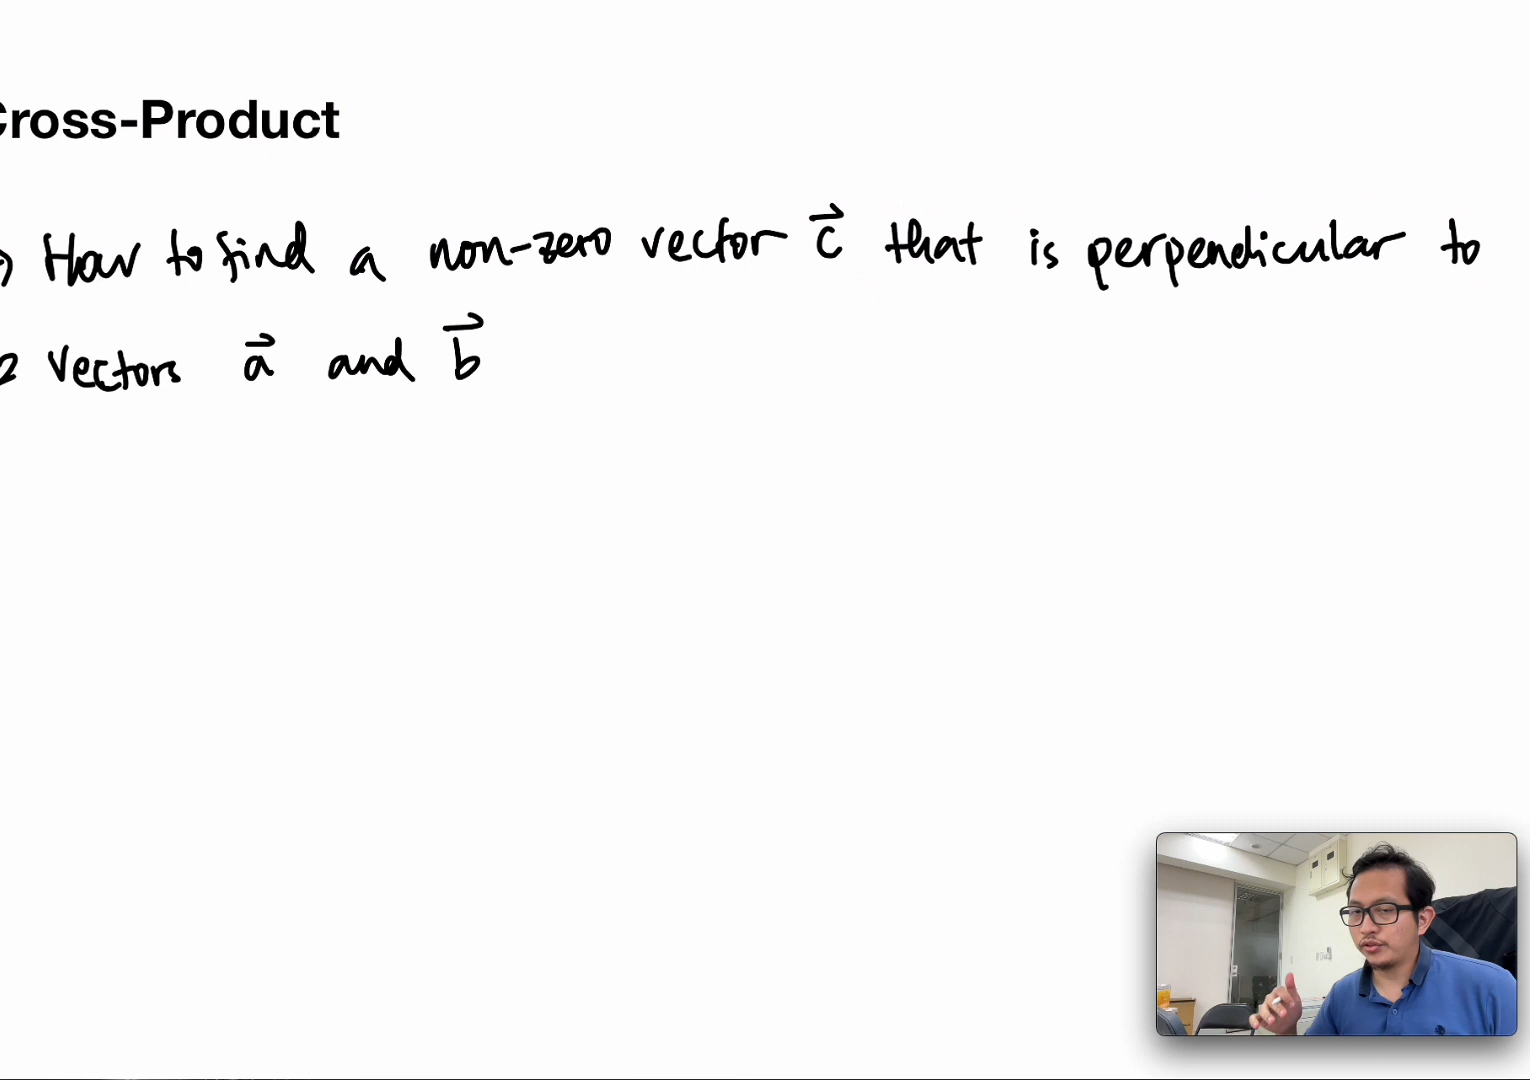 Cross-Product
How to find a non-zero vector c⃗ that is perpendicular to
2 vectors a⃗ and b⃗